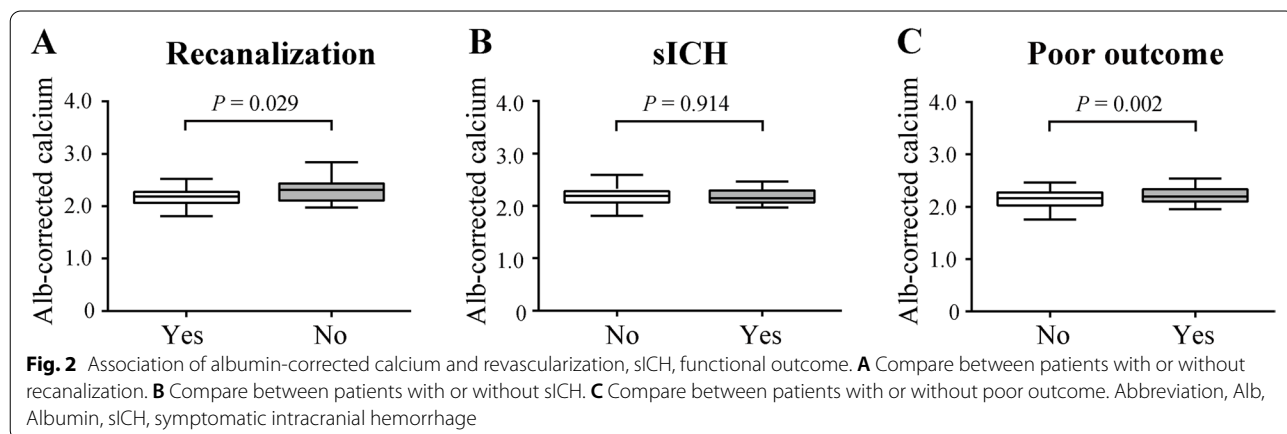 A
Recanalization
P = 0.029
Alb-corrected calcium
4.0
3.0
2.0
1.0
0
Yes
No
B
sICH
P = 0.914
Alb-corrected calcium
4.0
3.0
2.0
1.0
0
No
Yes
C
Poor outcome
P = 0.002
Alb-corrected calcium
4.0
3.0
2.0
1.0
0
No
Yes
Fig. 2 Association of albumin-corrected calcium and revascularization, sICH, functional outcome. A Compare between patients with or without
recanalization. B Compare between patients with or without sICH. C Compare between patients with or without poor outcome. Abbreviation, Alb,
Albumin, sICH, symptomatic intracranial hemorrhage